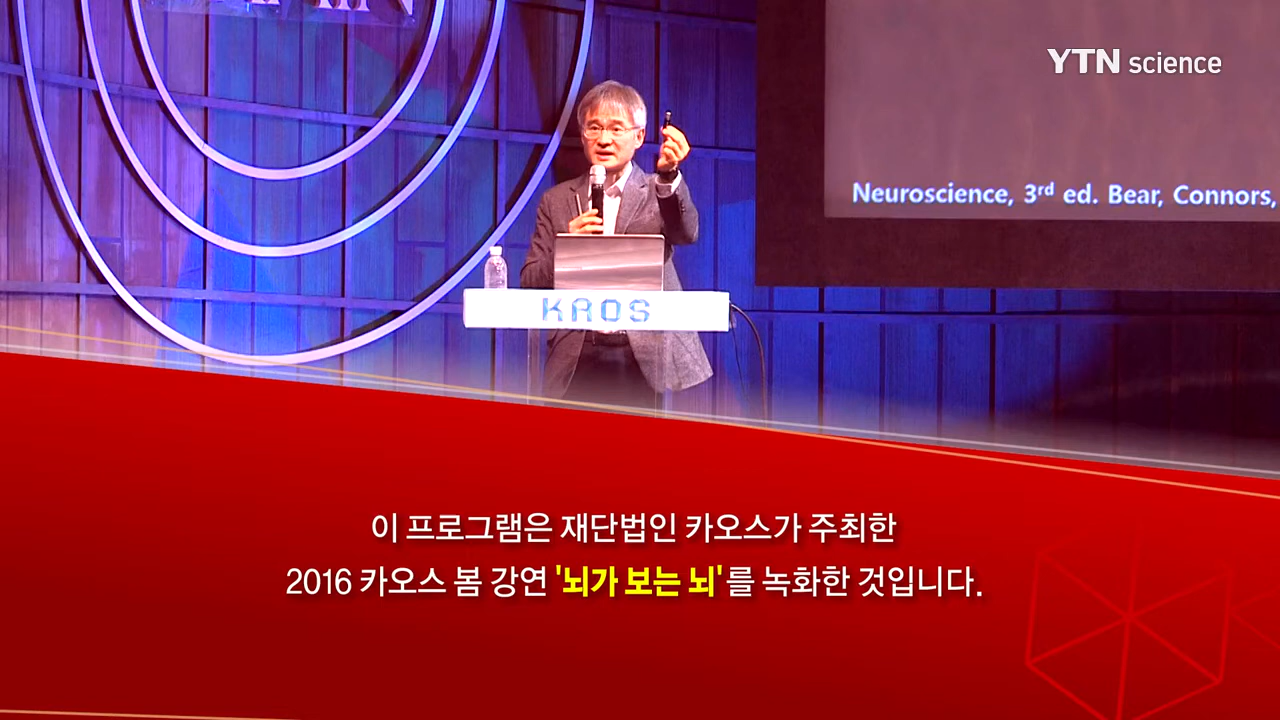 YTN science
Neuroscience, 3rd ed. Bear, Connors,
KAOS
이 프로그램은 재단법인 카오스가 주최한
2016 카오스 봄 강연 '뇌가 보는 뇌'를 녹화한 것입니다.